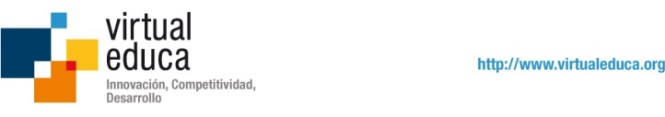 virtual
educa
Innovación, Competitividad,
Desarrollo
http://www.virtualeduca.org